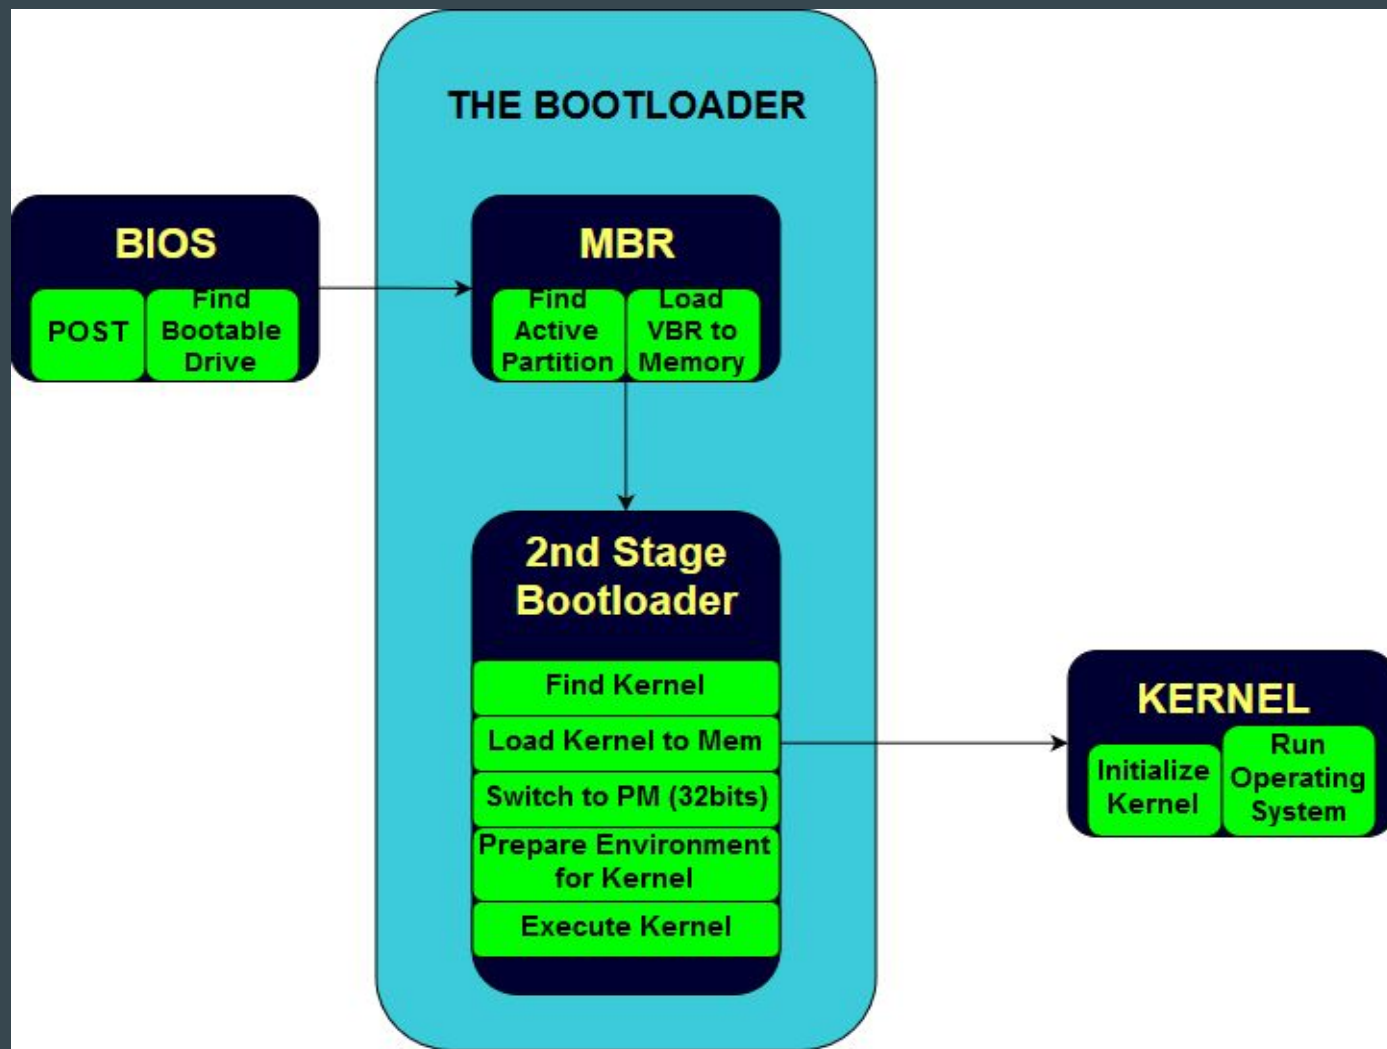 THE BOOTLOADER
BIOS
POST
Find
Bootable
Drive
MBR
Find
Active
Partition
Load
VBR to
Memory
2nd Stage
Bootloader
Find Kernel
Load Kernel to Mem
Switch to PM (32bits)
Prepare Environment
for Kernel
Execute Kernel
KERNEL
Initialize
Kernel
Run
Operating
System